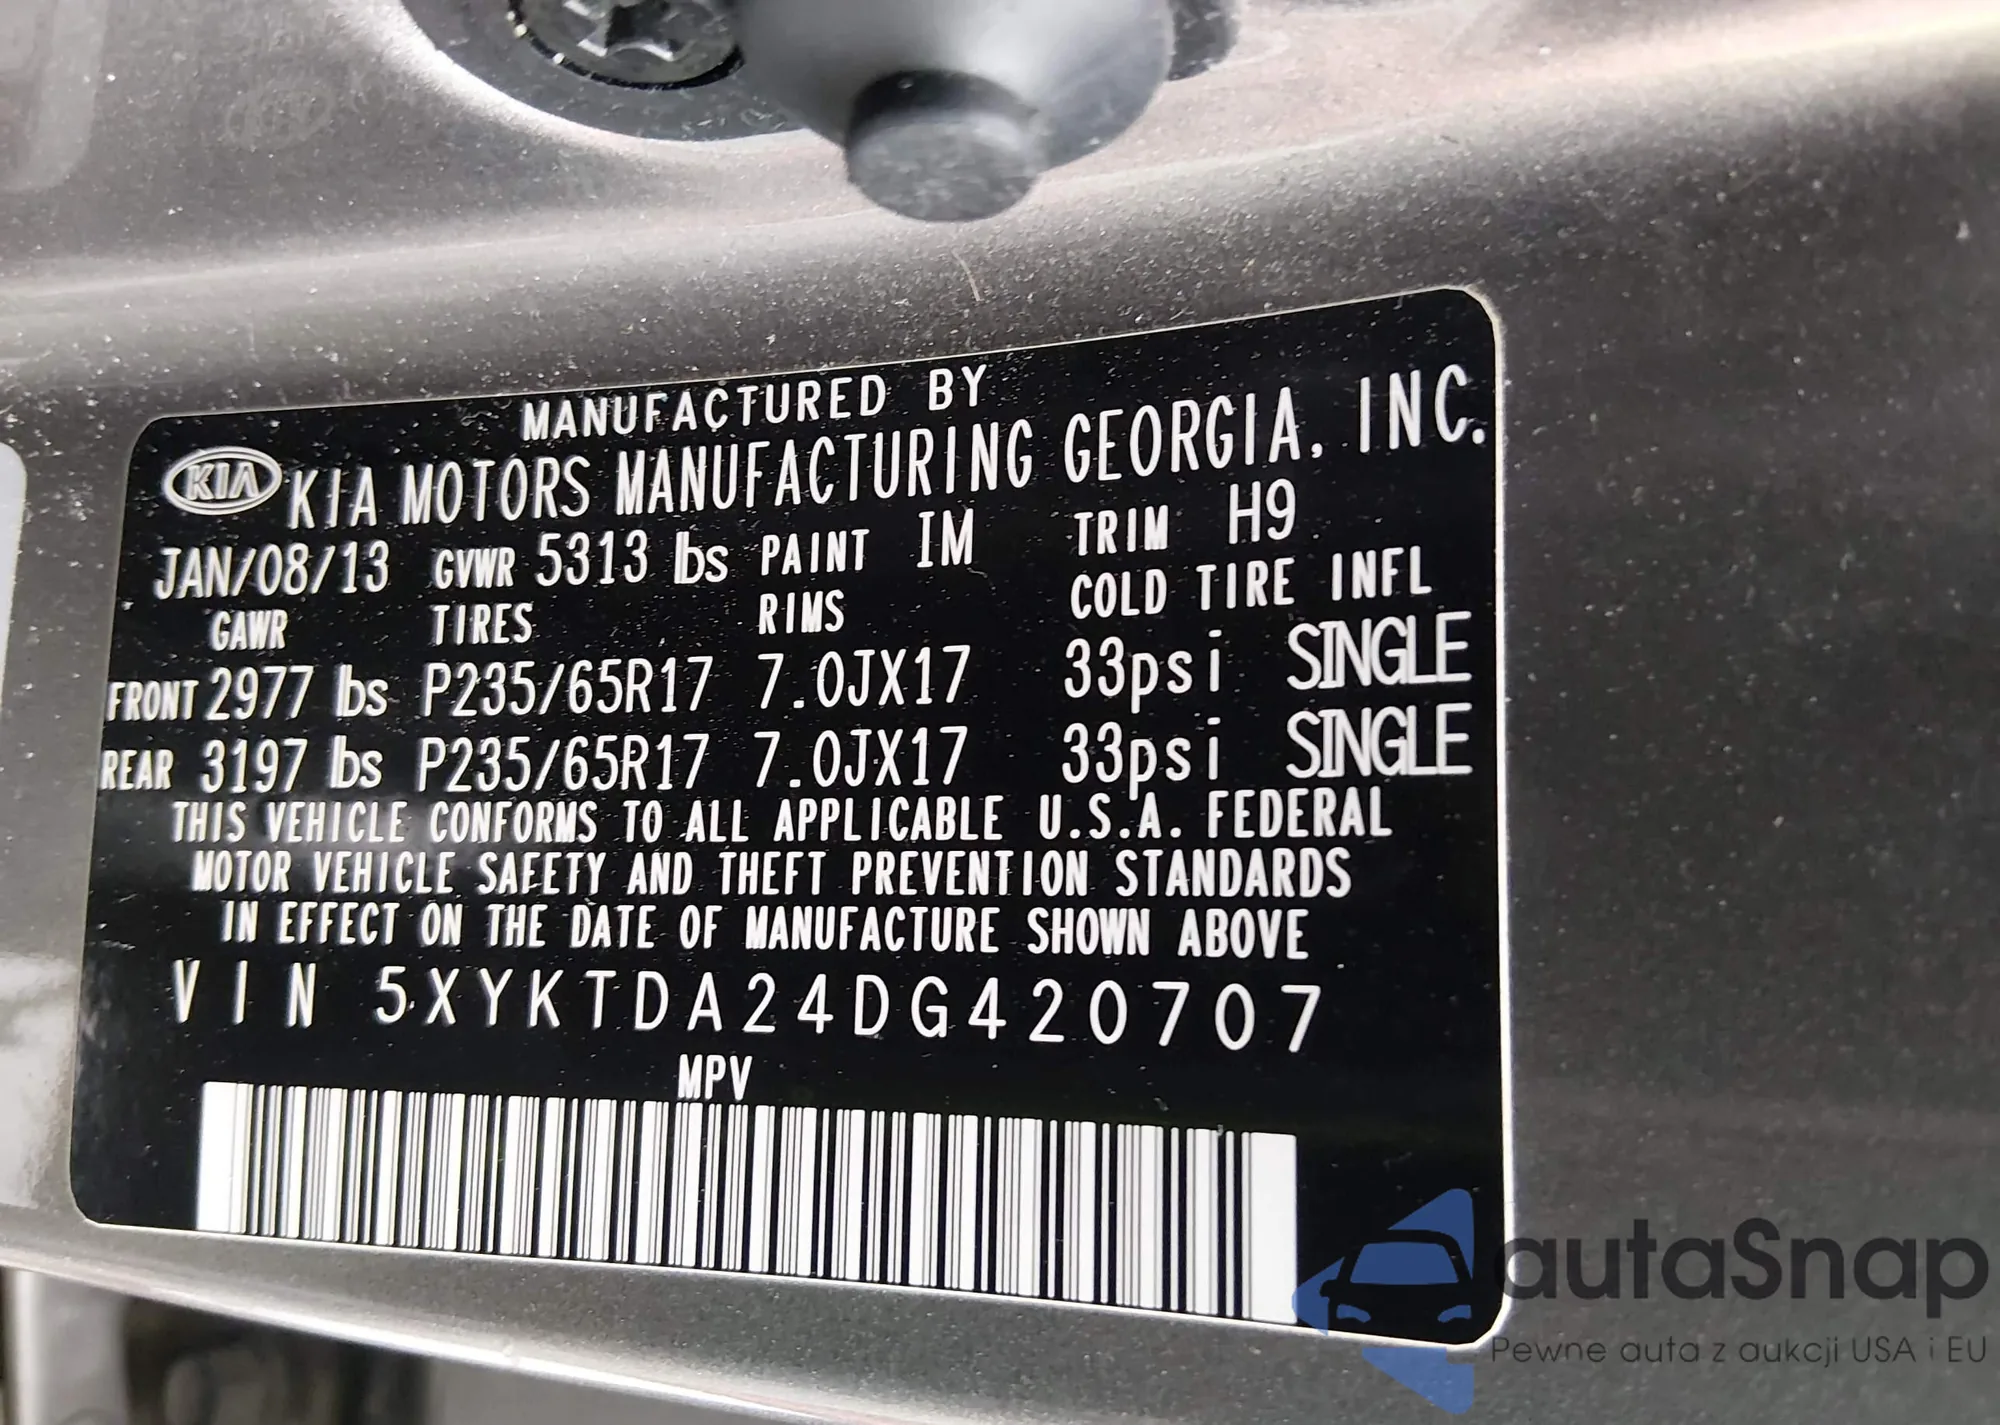 MANUFACTURED BY
KIA KIA MOTORS MANUFACTURING GEORGIA, INC.
JAN/08/13 GVWR 5313 lbs PAINT IM TRIM H9
GAWR TIRES RIMS COLD TIRE INFL
FRONT 2977 lbs P235/65R17 7.0JX17 33psi SINGLE
REAR 3197 lbs P235/65R17 7.0JX17 33psi SINGLE
THIS VEHICLE CONFORMS TO ALL APPLICABLE U.S.A. FEDERAL
MOTOR VEHICLE SAFETY AND THEFT PREVENTION STANDARDS
IN EFFECT ON THE DATE OF MANUFACTURE SHOWN ABOVE
VIN 5XYKTDA24DG420707
MPV
autaSnap
Pewne auta z aukcji USA i EU